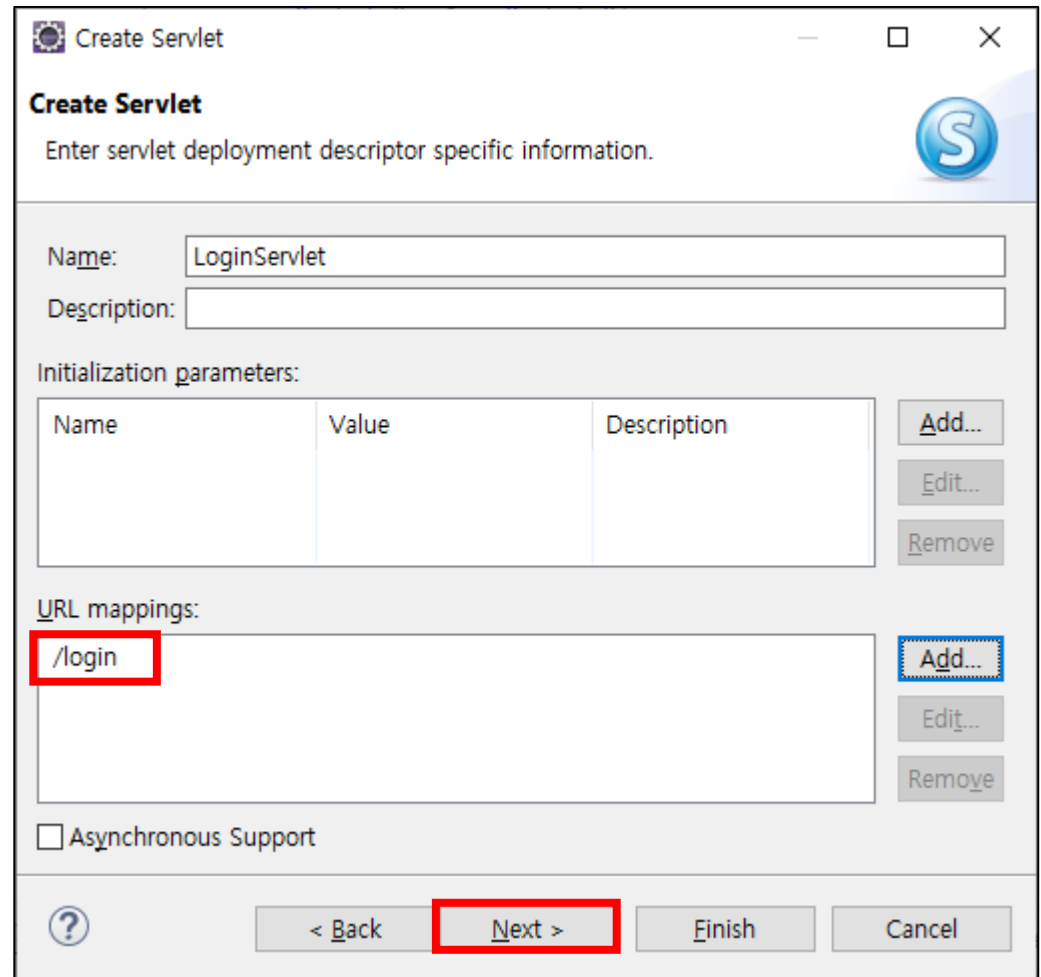 Create Servlet
Create Servlet
Enter servlet deployment descriptor specific information.
Name: LoginServlet
Description:
Initialization parameters:
Name Value Description
Add...
Edit...
Remove
URL mappings:
/login
Add...
Edit...
Remove
Asynchronous Support
< Back Next > Finish Cancel